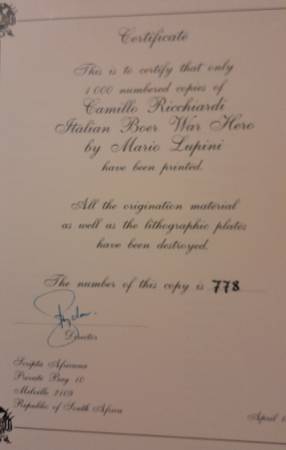 Certificate
This is to certify that only
1 000 numbered copies of
Camillo Ricchiardi
Italian Boer War Hero
by Mario Lupini
have been printed.
All the origination material
as well as the lithographic plates
have been destroyed.
The number of this copy is 778
Director
Scripta Africana
Private Bag 10
Melville 2109
Republic of South Africa
April